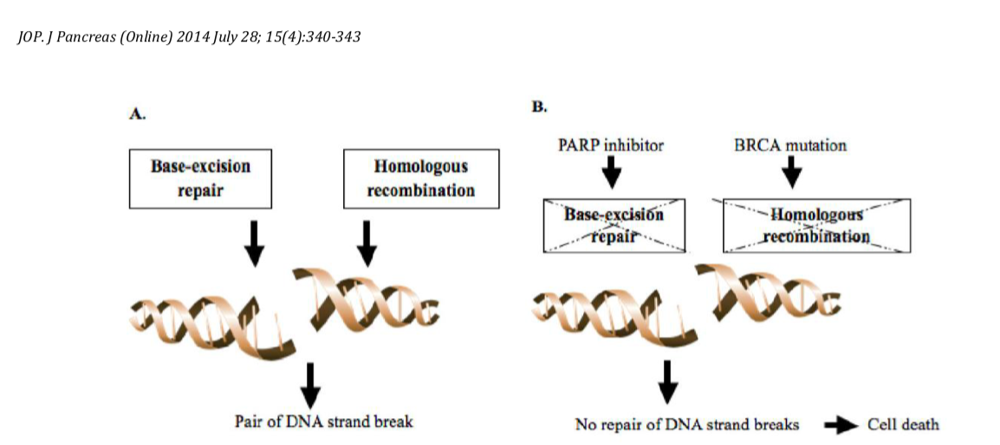 JOP. J Pancreas (Online) 2014 July 28; 15(4):340-343
A.
Base-excision
repair
Homologous
recombination
Pair of DNA strand break
B.
PARP inhibitor
BRCA mutation
Base-excision
repair
Homologous
recombination
No repair of DNA strand breaks
Cell death